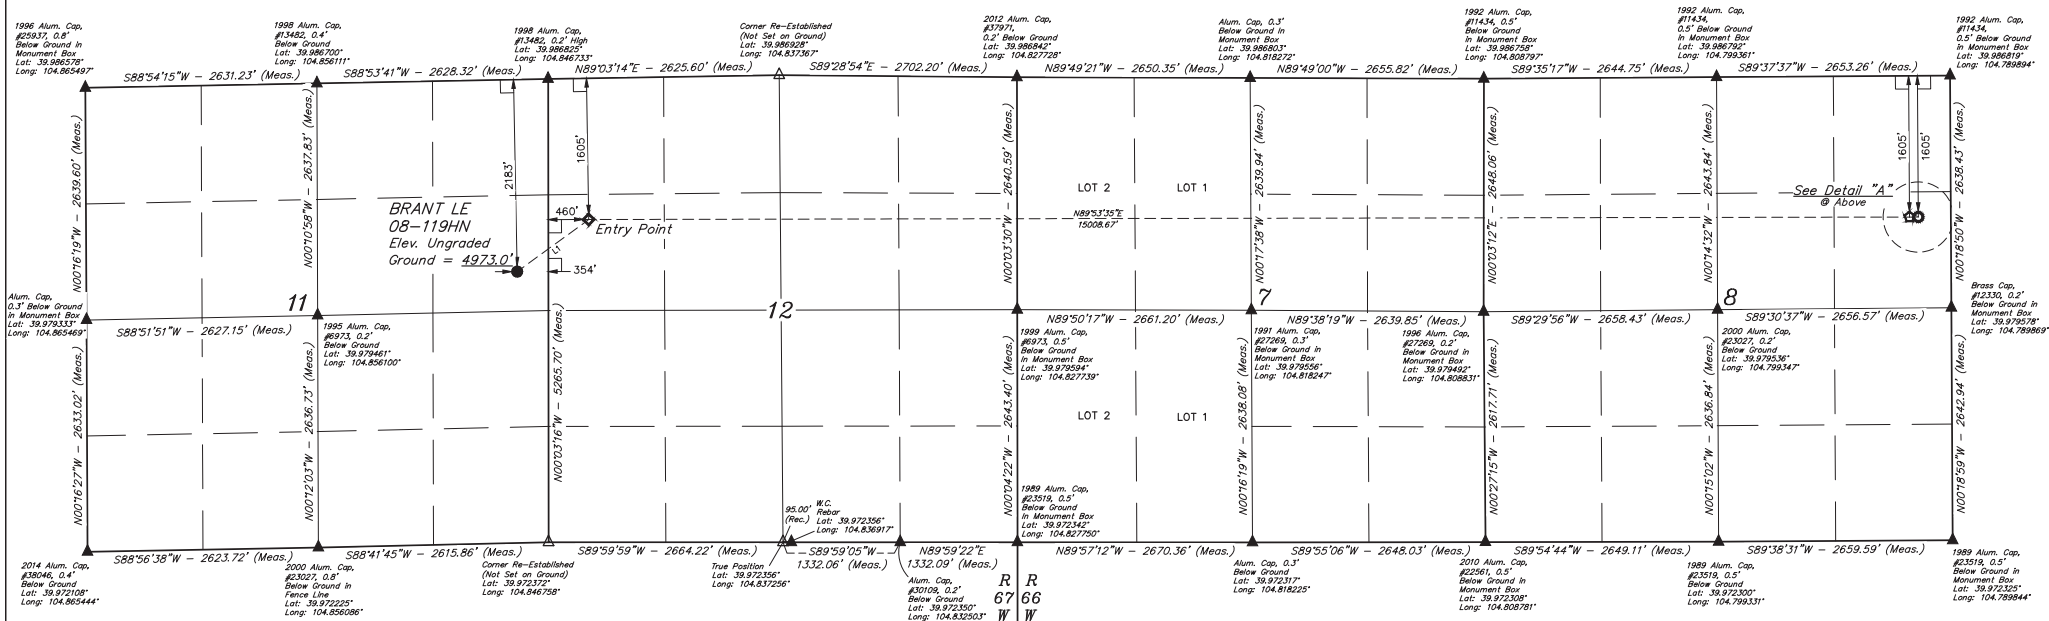 1996 Alum. Cap,
#25937, 0.8'
Below Ground in
Monument Box
Lat: 39.986578°
Long: 104.865497°
1998 Alum. Cap,
#13482, 0.4'
Below Ground
Lat: 39.986700°
Long: 104.856111°
1998 Alum. Cap,
#13482, 0.2' High
Lat: 39.986825°
Long: 104.846733°
Corner Re-Established
(Not Set on Ground)
Lat: 39.986928°
Long: 104.837367°
2012 Alum. Cap,
#37971,
0.2' Below Ground
Lat: 39.986842°
Long: 104.827728°
Alum. Cap, 0.3'
Below Ground in
Monument Box
Lat: 39.986803°
Long: 104.818272°
1992 Alum. Cap,
#11434, 0.5'
Below Ground
in Monument Box
Lat: 39.986758°
Long: 104.808797°
1992 Alum. Cap,
#11434,
0.5' Below Ground
in Monument Box
Lat: 39.986792°
Long: 104.799361°
1992 Alum. Cap,
#11434,
0.5' Below Ground
in Monument Box
Lat: 39.986819°
Long: 104.789894°
S88°54'15"W - 2631.23' (Meas.)
S88°53'41"W - 2628.32' (Meas.)
N89°03'14"E - 2625.60' (Meas.)
S89°28'54"E - 2702.20' (Meas.)
N89°49'21"W - 2650.35' (Meas.)
N89°49'00"W - 2655.82' (Meas.)
S89°35'17"W - 2644.75' (Meas.)
S89°37'37"W - 2653.26' (Meas.)
N00°16'19"W - 2639.60' (Meas.)
N00°10'58"W - 2637.83' (Meas.)
2183'
1605'
N00°03'30"W - 2640.59' (Meas.)
N00°17'38"W - 2639.94' (Meas.)
N00°03'12"E - 2648.06' (Meas.)
N00°14'32"W - 2643.84' (Meas.)
1605'
1605'
N00°18'50"W - 2638.43' (Meas.)
LOT 2
LOT 1
See Detail "A"
@ Above
BRANT LE
08-119HN
Elev. Ungraded
Ground = 4973.0'
460'
Entry Point
L1
354'
N89°53'35"E
15008.67'
11
12
7
8
Alum. Cap,
0.3' Below Ground
in Monument Box
Lat: 39.979333°
Long: 104.865469°
S88°51'51"W - 2627.15' (Meas.)
1995 Alum. Cap,
#6973, 0.2'
Below Ground
Lat: 39.979461°
Long: 104.856100°
N89°50'17"W - 2661.20' (Meas.)
N89°38'19"W - 2639.85' (Meas.)
S89°29'56"W - 2658.43' (Meas.)
S89°30'37"W - 2656.57' (Meas.)
1999 Alum. Cap,
#6973, 0.5'
Below Ground
in Monument Box
Lat: 39.979594°
Long: 104.827739°
1991 Alum. Cap,
#27269, 0.3'
Below Ground in
Monument Box
Lat: 39.979556°
Long: 104.818247°
1996 Alum. Cap,
#27269, 0.2'
Below Ground in
Monument Box
Lat: 39.979492°
Long: 104.808831°
2000 Alum. Cap,
#23027, 0.2'
Below Ground
Lat: 39.979536°
Long: 104.799347°
Brass Cap,
#12330, 0.2'
Below Ground in
Monument Box
Lat: 39.979578°
Long: 104.789869°
N00°16'27"W - 2633.02' (Meas.)
N00°12'03"W - 2636.73' (Meas.)
N00°03'16"W - 5265.70' (Meas.)
N00°04'22"W - 2643.40' (Meas.)
LOT 2
LOT 1
N00°16'19"W - 2638.08' (Meas.)
N00°27'15"W - 2617.71' (Meas.)
N00°15'02"W - 2636.84' (Meas.)
N00°18'59"W - 2642.94' (Meas.)
95.00'
(Rec.)
W.C.
Rebar
Lat: 39.972356°
Long: 104.836917°
1989 Alum. Cap,
#23519, 0.5'
Below Ground
in Monument Box
Lat: 39.972342°
Long: 104.827750°
S88°56'38"W - 2623.72' (Meas.)
S88°41'45"W - 2615.86' (Meas.)
S89°59'59"W - 2664.22' (Meas.)
S89°59'05"W
1332.06' (Meas.)
N89°59'22"E
1332.09' (Meas.)
N89°57'12"W - 2670.36' (Meas.)
S89°55'06"W - 2648.03' (Meas.)
S89°54'44"W - 2649.11' (Meas.)
S89°38'31"W - 2659.59' (Meas.)
2014 Alum. Cap,
#38046, 0.4'
Below Ground
Lat: 39.972108°
Long: 104.865444°
2000 Alum. Cap,
#23027, 0.8'
Below Ground in
Fence Line
Lat: 39.972225°
Long: 104.856086°
Corner Re-Established
(Not Set on Ground)
Lat: 39.972372°
Long: 104.846758°
True Position
Lat: 39.972356°
Long: 104.837256°
Alum. Cap,
#30109, 0.2'
Below Ground
Lat: 39.972350°
Long: 104.832503°
R R
67 66
W W
Alum. Cap, 0.3'
Below Ground
in Monument Box
Lat: 39.972317°
Long: 104.818225°
2010 Alum. Cap,
#22561, 0.5'
Below Ground in
Monument Box
Lat: 39.972308°
Long: 104.808781°
1989 Alum. Cap,
#23519, 0.5'
Below Ground
in Monument Box
Lat: 39.972300°
Long: 104.799331°
1989 Alum. Cap,
#23519, 0.5'
Below Ground in
Monument Box
Lat: 39.972325°
Long: 104.789844°